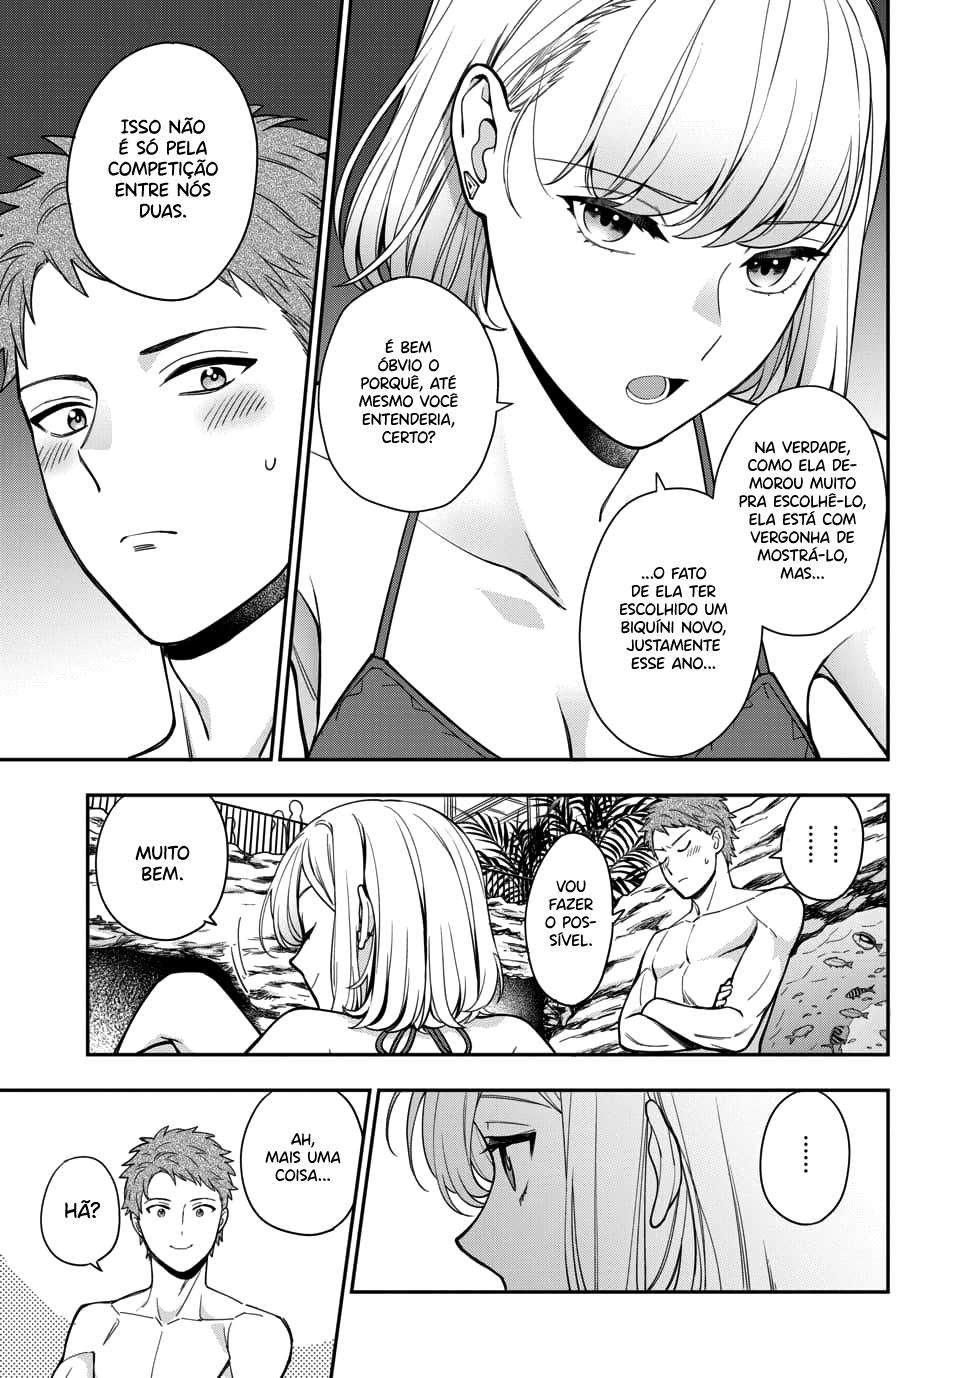 NA VERDADE,
COMO ELA DE-
MOROU MUITO
PRA ESCOLHÊ-LO,
ELA ESTÁ COM
VERGONHA DE
MOSTRÁ-LO,
MAS...
...O FATO
DE ELA TER
ESCOLHIDO UM
BIQUÍNI NOVO,
JUSTAMENTE
ESSE ANO...
É BEM
ÓBVIO O
PORQUÊ, ATÉ
MESMO VOCÊ
ENTENDERIA,
CERTO?
ISSO NÃO
É SÓ PELA
COMPETIÇÃO
ENTRE NÓS
DUAS.
......
VOU
FAZER
O POS-
SÍVEL.
MUITO
BEM.
......
AH,
MAIS UMA
COISA...
HÃ?